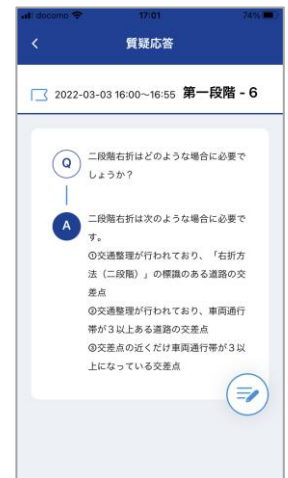 docomo 17:01 74%
質疑応答
2022-03-03 16:00～16:55 第一段階 - 6
Q 二段階右折はどのような場合に必要で
しょうか？
A 二段階右折は次のような場合に必要で
す。
①交通整理が行われており、「右折方
法（二段階）」の標識のある道路の交
差点
②交通整理が行われており、車両通行
帯が３以上ある道路の交差点
③交差点の近くだけ車両通行帯が３以
上になっている交差点